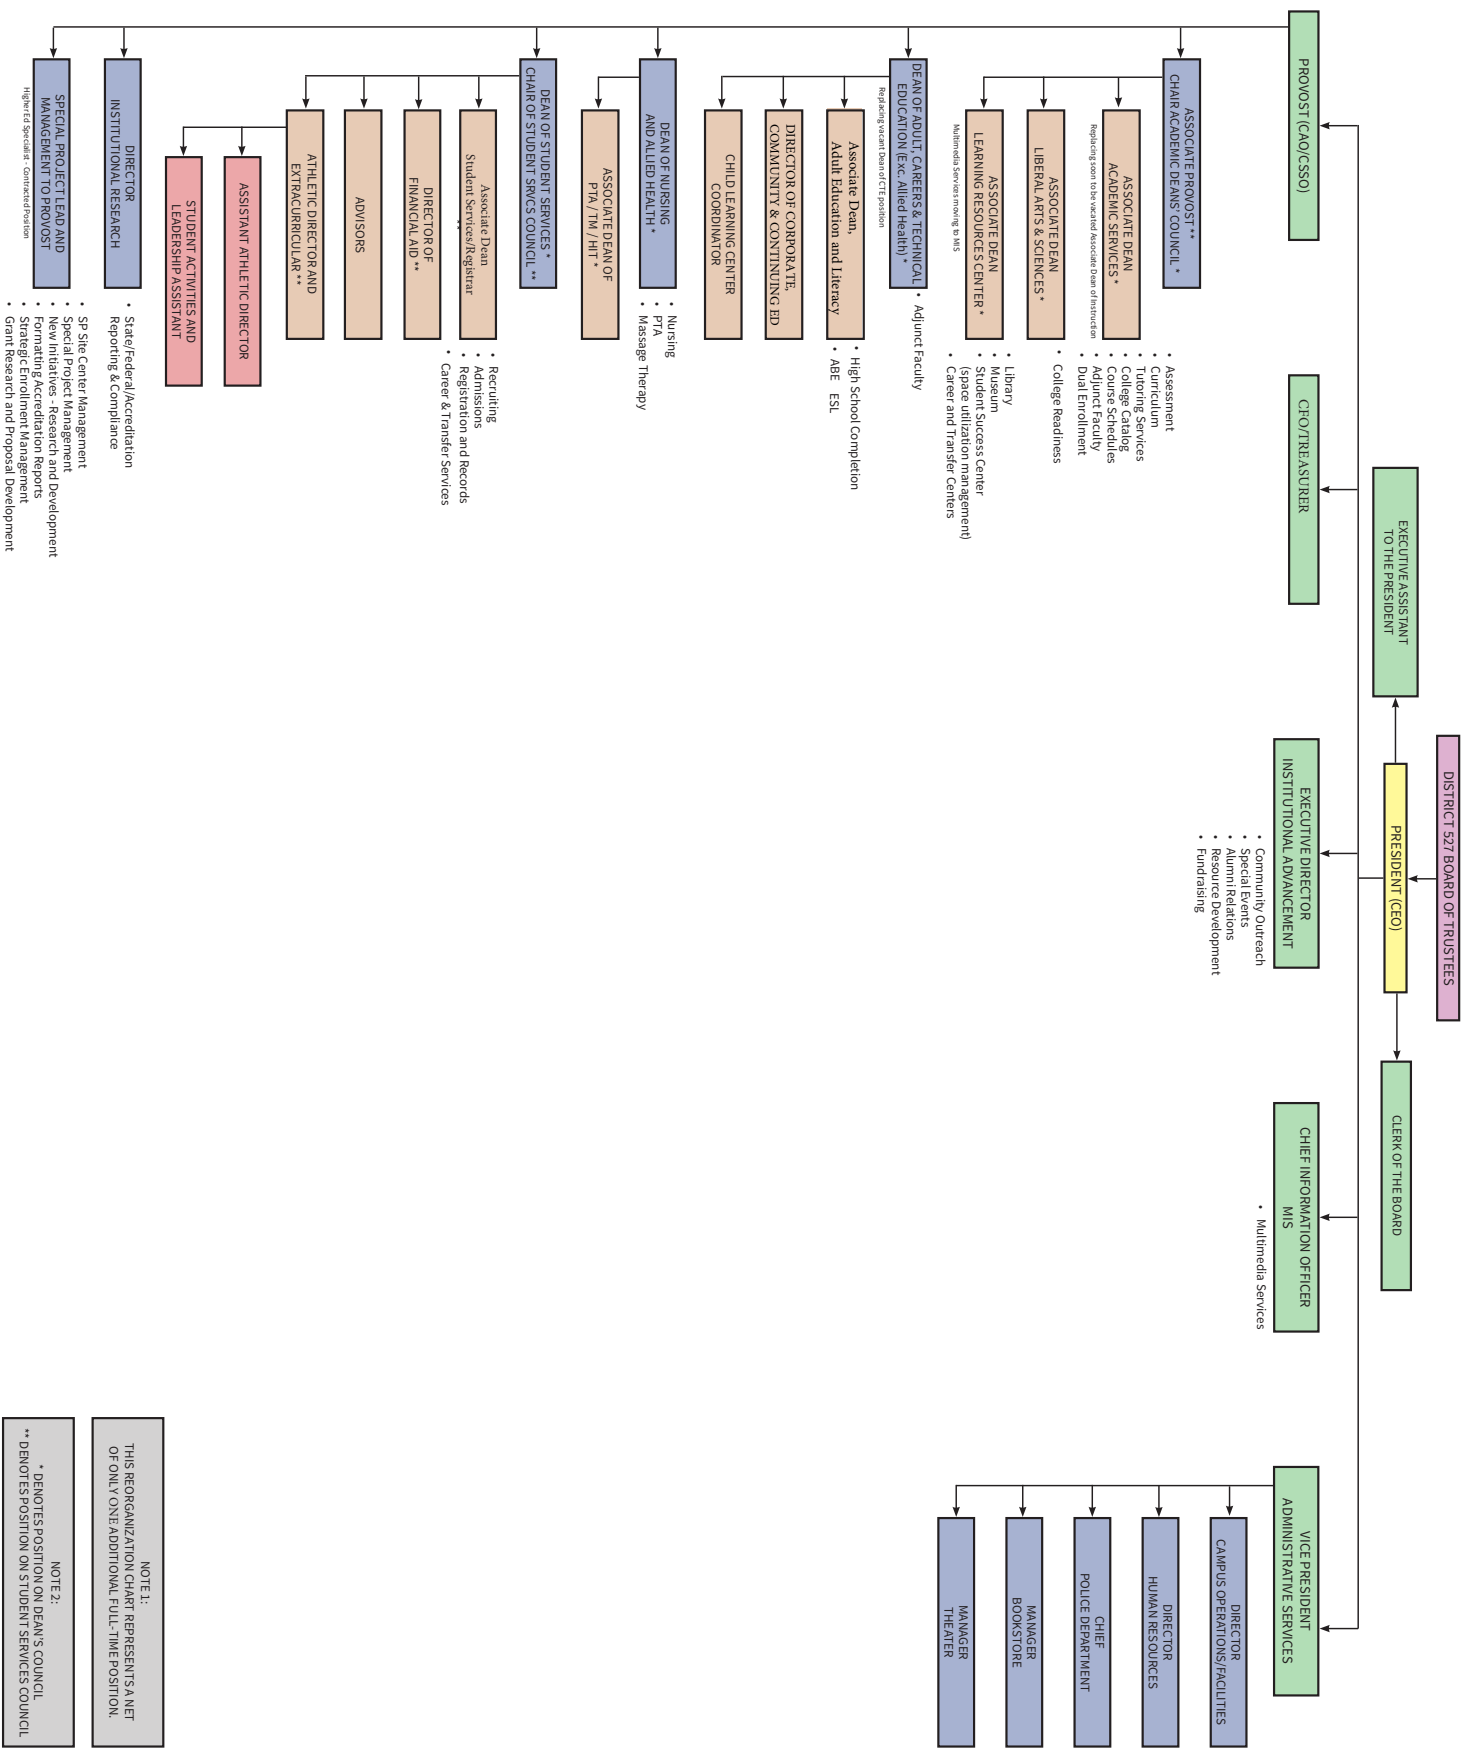 DISTRICT 527 BOARD OF TRUSTEES
PRESIDENT (CEO)
EXECUTIVE ASSISTANT
TO THE PRESIDENT
CLERK OF THE BOARD
PROVOST (CAO/CSSO)
CFO/TREASURER
EXECUTIVE DIRECTOR
INSTITUTIONAL ADVANCEMENT
• Community Outreach
• Special Events
• Alumni Relations
• Resource Development
• Fundraising
CHIEF INFORMATION OFFICER
MIS
• Multimedia Services
VICE PRESIDENT
ADMINISTRATIVE SERVICES
DIRECTOR
CAMPUS OPERATIONS/FACILITIES
DIRECTOR
HUMAN RESOURCES
CHIEF
POLICE DEPARTMENT
MANAGER
BOOKSTORE
MANAGER
THEATER
ASSOCIATE PROVOST **
CHAIR ACADEMIC DEANS' COUNCIL *
ASSOCIATE DEAN
ACADEMIC SERVICES *
Replacing soon to be vacated Associate Dean of Instruction
• Assessment
• Curriculum
• Tutoring Services
• College Catalog
• Course Schedules
• Adjunct Faculty
• Dual Enrollment
ASSOCIATE DEAN
LIBERAL ARTS & SCIENCES *
• College Readiness
ASSOCIATE DEAN
LEARNING RESOURCES CENTER *
Multimedia Services moving to MIS
• Library
• Museum
• Student Success Center
(space utilization management)
• Career and Transfer Centers
DEAN OF ADULT, CAREERS & TECHNICAL
EDUCATION (Exc. Allied Health) *
Replacing vacant Dean of CTE position
• Adjunct Faculty
Associate Dean,
Adult Education and Literacy
• High School Completion
• ABE ESL
DIRECTOR OF CORPORATE,
COMMUNITY & CONTINUING ED
CHILD LEARNING CENTER
COORDINATOR
DEAN OF NURSING
AND ALLIED HEALTH *
• Nursing
• PTA
• Massage Therapy
ASSOCIATE DEAN OF
PTA / TM / HIT *
DEAN OF STUDENT SERVICES *
CHAIR OF STUDENT SRVCS COUNCIL **
Associate Dean
Student Services/Registrar
**
• Recruiting
• Admissions
• Registration and Records
• Career & Transfer Services
DIRECTOR OF
FINANCIAL AID **
ADVISORS
ATHLETIC DIRECTOR AND
EXTRACURICULAR **
ASSISTANT ATHLETIC DIRECTOR
STUDENT ACTIVITIES AND
LEADERSHIP ASSISTANT
DIRECTOR
INSTITUTIONAL RESEARCH
• State/Federal/Accreditation
Reporting & Compliance
SPECIAL PROJECT LEAD AND
MANAGEMENT TO PROVOST
Higher Ed Specialist - Contracted Position
• SP Site Center Management
• Special Project Management
• New Initiatives - Research and Development
• Formatting Accreditation Reports
• Strategic Enrollment Management
• Grant Research and Proposal Development
NOTE 1:
THIS REORGANIZATION CHART REPRESENTS A NET
OF ONLY ONE ADDITIONAL FULL-TIME POSITION.
NOTE 2:
* DENOTES POSITION ON DEAN'S COUNCIL
** DENOTES POSITION ON STUDENT SERVICES COUNCIL